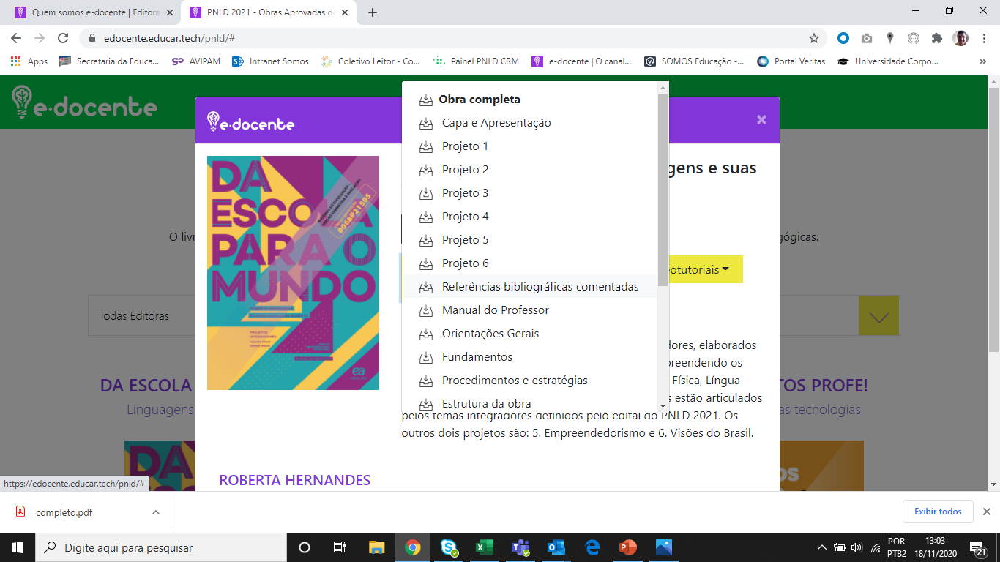 Quem somos e-docente | Editora
PNLD 2021 - Obras Aprovadas do
edocente.educar.tech/pnld/#
Apps
Secretaria da Educa...
AVIPAM
Intranet Somos
Coletivo Leitor - Co...
Painel PNLD CRM
e-docente | O canal...
SOMOS Educação -...
Portal Veritas
Universidade Corpo...
»
e-docente
e-docente
×
Obra completa
Capa e Apresentação
Projeto 1
Projeto 2
Projeto 3
Projeto 4
Projeto 5
Projeto 6
Referências bibliográficas comentadas
Manual do Professor
Orientações Gerais
Fundamentos
Procedimentos e estratégias
Estrutura da obra
gens e suas
DA
ESCOLA
PARA O
MUNDO
0068P21505
PROJETOS
INTEGRADORES
O livr
gógicas.
eotutoriais
Todas Editoras
dores, elaborados
preendendo os
Física, Língua
s estão articulados
pelos temas integradores definidos pelo edital do PNLD 2021. Os
outros dois projetos são: 5. Empreendedorismo e 6. Visões do Brasil.
DA ESCOLA
Linguagens
TOS PROFE!
as tecnologias
ROBERTA HERNANDES
https://edocente.educar.tech/pnld/#
completo.pdf
Exibir todos
Digite aqui para pesquisar
POR
PTB2
13:03
18/11/2020
21